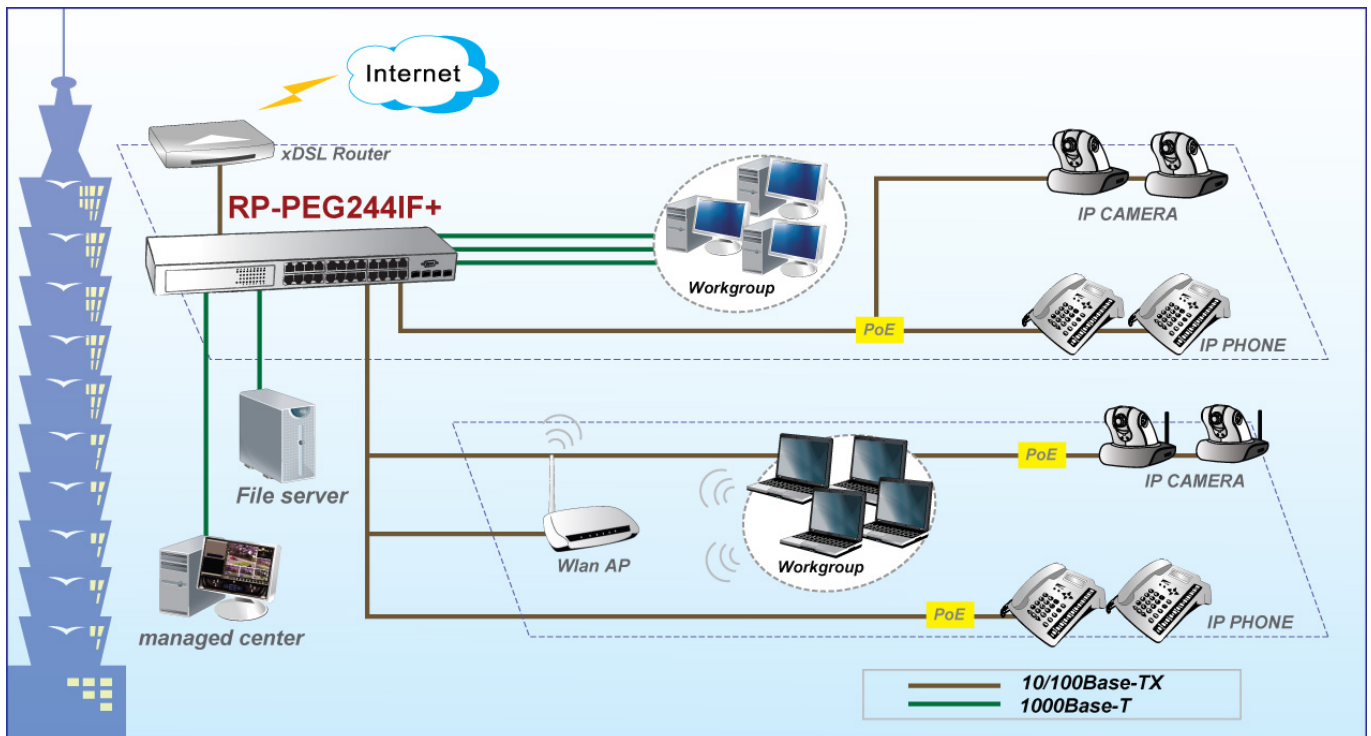 Internet
xDSL Router
RP-PEG244IF+
IP CAMERA
Workgroup
PoE
IP PHONE
File server
PoE
IP CAMERA
Wlan AP
Workgroup
managed center
PoE
IP PHONE
10/100Base-TX
1000Base-T